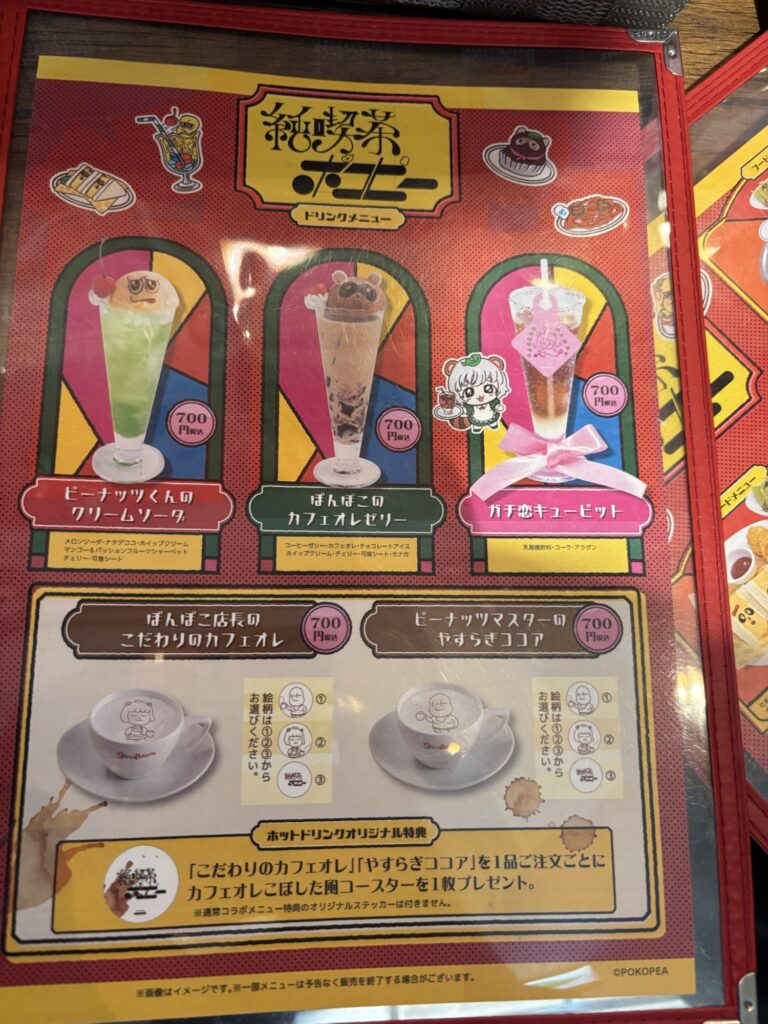 純喫茶
ポコピー
ドリンクメニュー
700
円税込
ピーナッツくんの
クリームソーダ
メロンソーダ・ナタデココ・ホイップクリーム
マンゴー&パッションフルーツシャーベット
チェリー・可食シート
700
円税込
ぽんぽこの
カフェオレゼリー
コーヒーゼリー・カフェオレ・チョコレートアイス
ホイップクリーム・チェリー・可食シート・モナカ
700
円税込
ガチ恋キューピット
乳酸菌飲料・コーラ・アラザン
ぽんぽこ店長の
こだわりのカフェオレ
700
円税込
絵柄は①②③から
お選びください。
①
②
③
ピーナッツマスターの
やすらぎココア
700
円税込
絵柄は①②③から
お選びください。
①
②
③
ホットドリンクオリジナル特典
純喫茶
ポコピー
「こだわりのカフェオレ」「やすらぎココア」を1品ご注文ごとに
カフェオレこぼした風コースターを1枚プレゼント。
※通常コラボメニュー特典のオリジナルステッカーは付きません。
※画像はイメージです。※一部メニューは予告なく販売を終了する場合がございます。
©POKOPEA